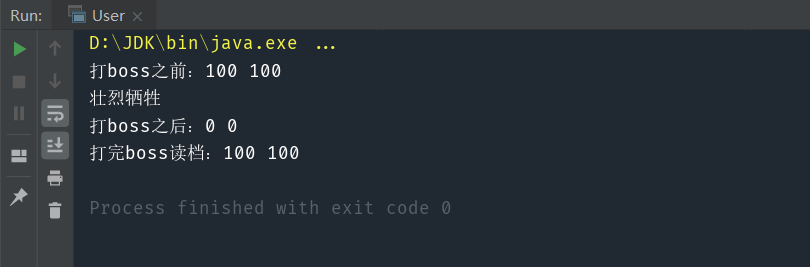 Run: User
D:\JDK\bin\java.exe ...
打boss之前：100 100
壮烈牺牲
打boss之后：0 0
打完boss读档：100 100
Process finished with exit code 0